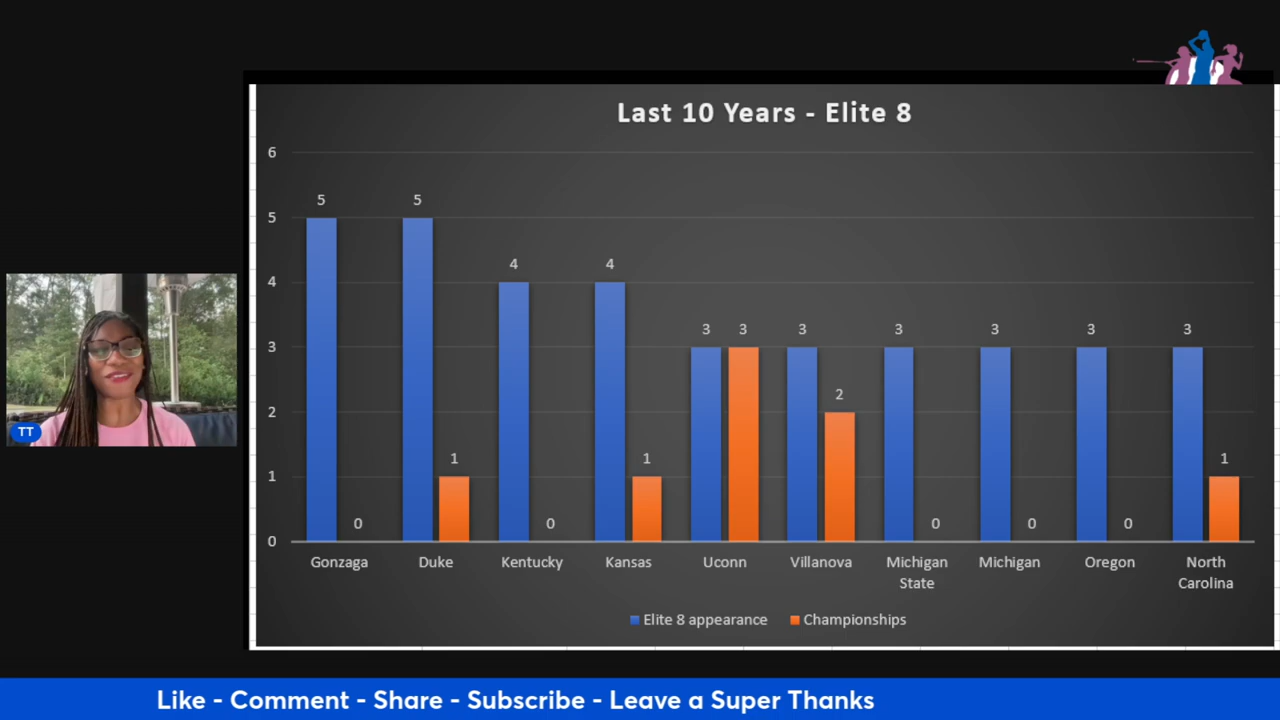 Last 10 Years - Elite 8
6
5
4
3
2
1
0
5
0
5
1
4
0
4
1
3
3
3
2
3
0
3
0
3
0
3
1
Gonzaga
Duke
Kentucky
Kansas
Uconn
Villanova
Michigan
State
Michigan
Oregon
North
Carolina
Elite 8 appearance
Championships
TT
Like - Comment - Share - Subscribe - Leave a Super Thanks